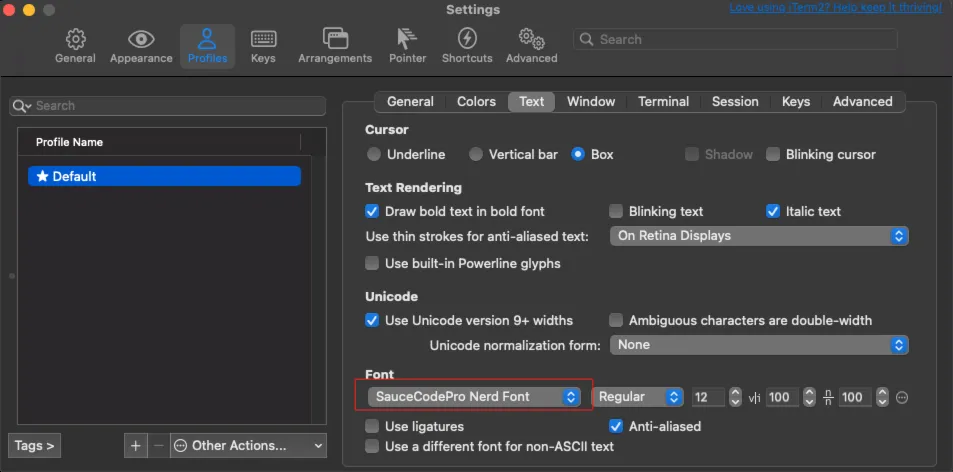 Settings
Love using iTerm2? Help keep it thriving!
General Appearance Profiles Keys Arrangements Pointer Shortcuts Advanced Search
Search
General Colors Text Window Terminal Session Keys Advanced
Profile Name
★ Default
Cursor
Underline Vertical bar Box Shadow Blinking cursor
Text Rendering
Draw bold text in bold font Blinking text Italic text
Use thin strokes for anti-aliased text: On Retina Displays
Use built-in Powerline glyphs
Unicode
Use Unicode version 9+ widths Ambiguous characters are double-width
Unicode normalization form: None
Font
SauceCodePro Nerd Font Regular 12 v|i 100 n/n 100
Use ligatures Anti-aliased
Use a different font for non-ASCII text
Tags > + − Other Actions...